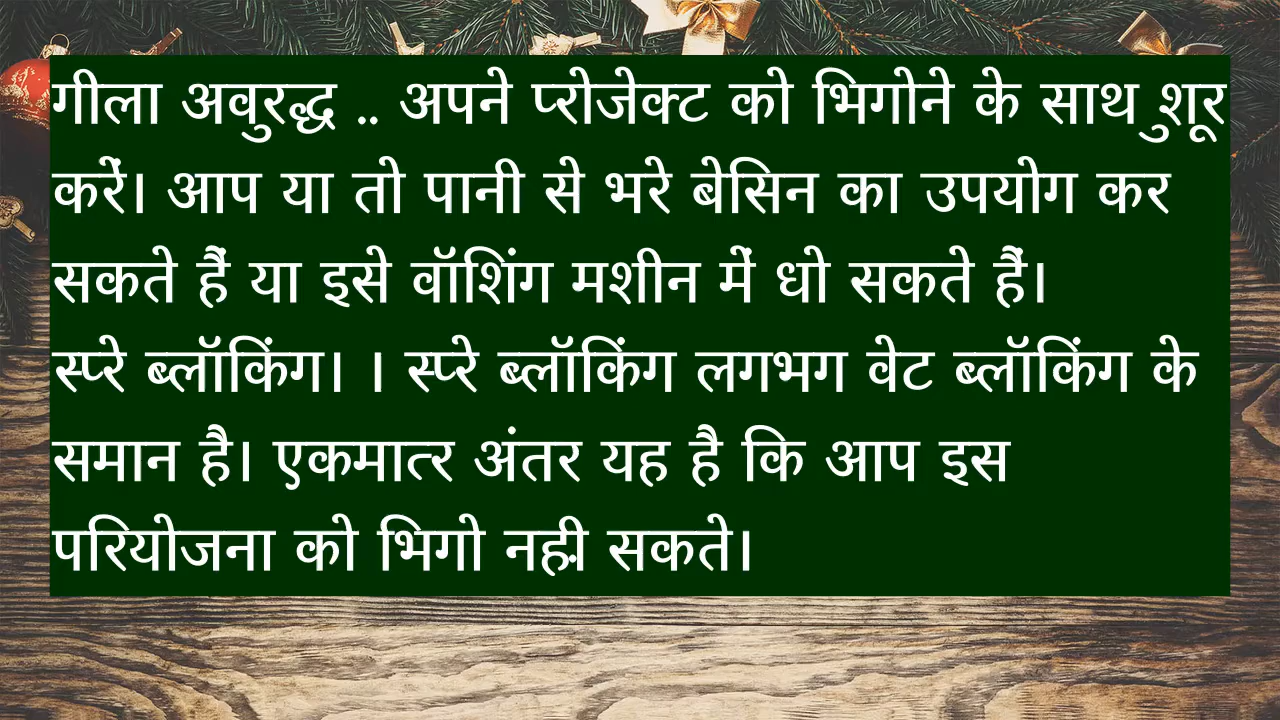 गीला अवुरद्ध .. अपने प्रोजेक्ट को भिगोने के साथ शुरू
करें। आप या तो पानी से भरे बेसिन का उपयोग कर
सकते हैं या इसे वॉशिंग मशीन में धो सकते हैं।
स्प्रे ब्लॉकिंग। । स्प्रे ब्लॉकिंग लगभग वेट ब्लॉकिंग के
समान है। एकमात्र अंतर यह है कि आप इस
परियोजना को भिगो नहीं सकते।